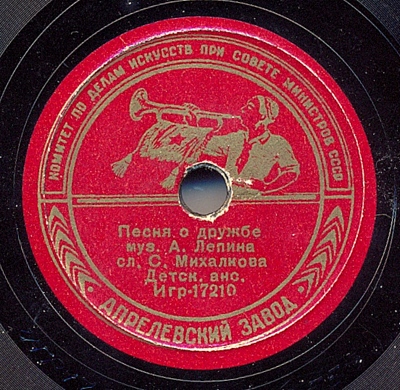 КОМИТЕТ ПО ДЕЛАМ ИСКУССТВ ПРИ СОВЕТЕ МИНИСТРОВ СССР
Песня о дружбе
муз. А. Лепина
сл. С. Михалкова
Детск. анс.
Игр-17210
АПРЕЛЕВСКИЙ ЗАВОД